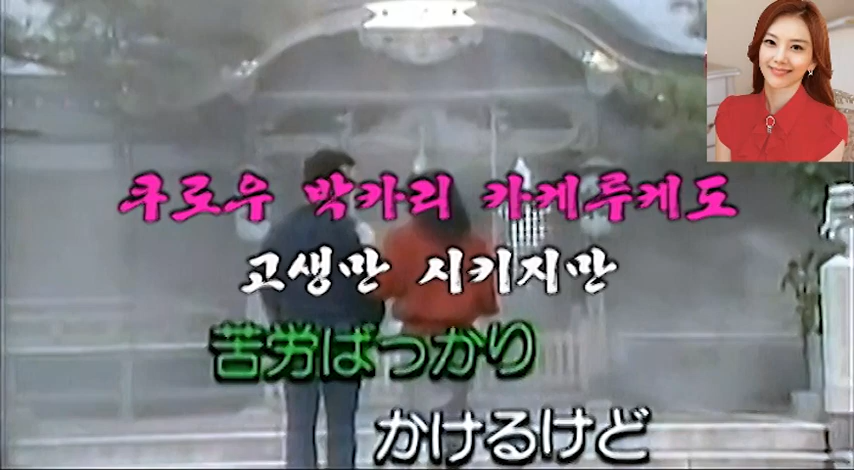 쿠로우 박카리 카케루케도
고생만 시키지만
苦労ばっかり
かけるけど